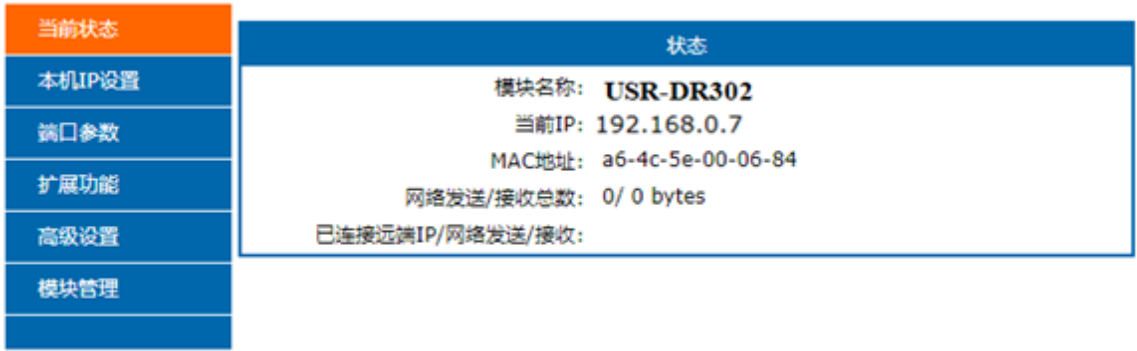 当前状态
本机IP设置
端口参数
扩展功能
高级设置
模块管理
状态
模块名称: USR-DR302
当前IP: 192.168.0.7
MAC地址: a6-4c-5e-00-06-84
网络发送/接收总数: 0/ 0 bytes
已连接远端IP/网络发送/接收: